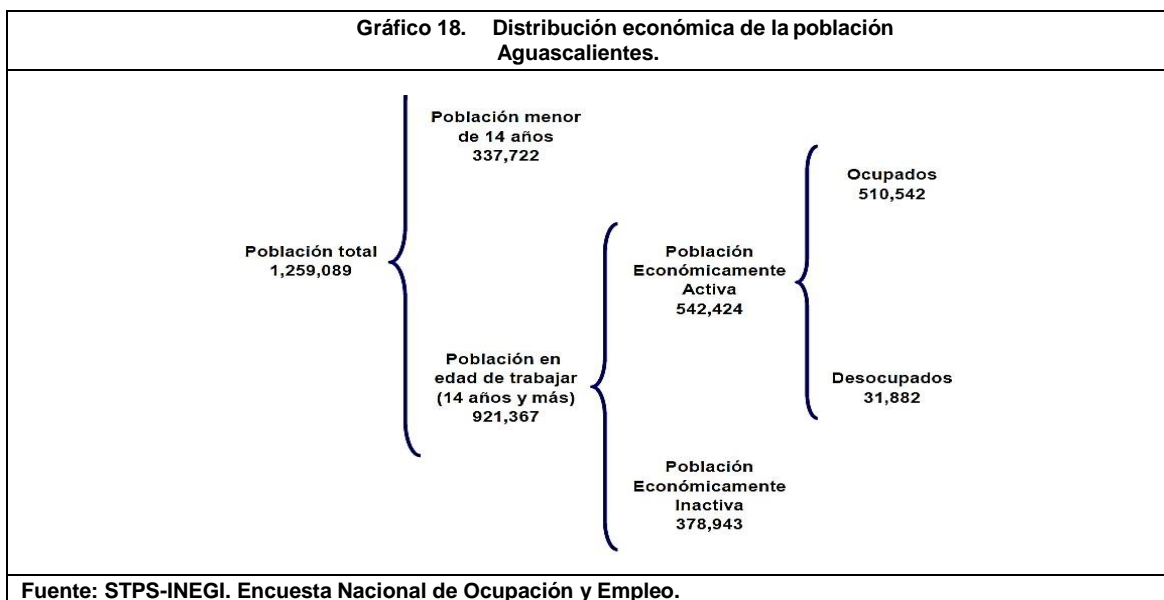 Gráfico 18. Distribución económica de la población
Aguascalientes.
Población total
1,259,089
Población menor
de 14 años
337,722
Población en
edad de trabajar
(14 años y más)
921,367
Población
Económicamente
Activa
542,424
Población
Económicamente
Inactiva
378,943
Ocupados
510,542
Desocupados
31,882
Fuente: STPS-INEGI. Encuesta Nacional de Ocupación y Empleo.